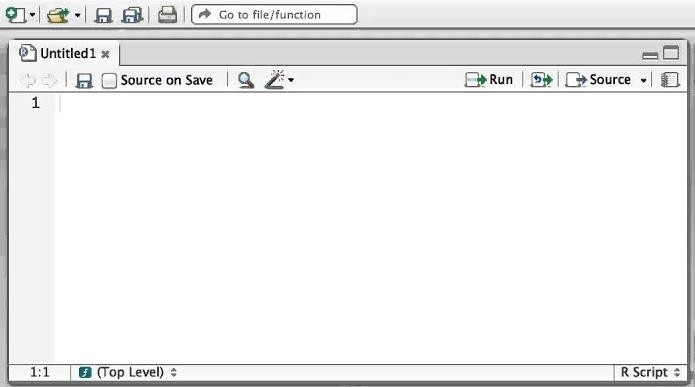 Go to file/function
Untitled1
Source on Save Run Source
1
1:1 (Top Level) R Script